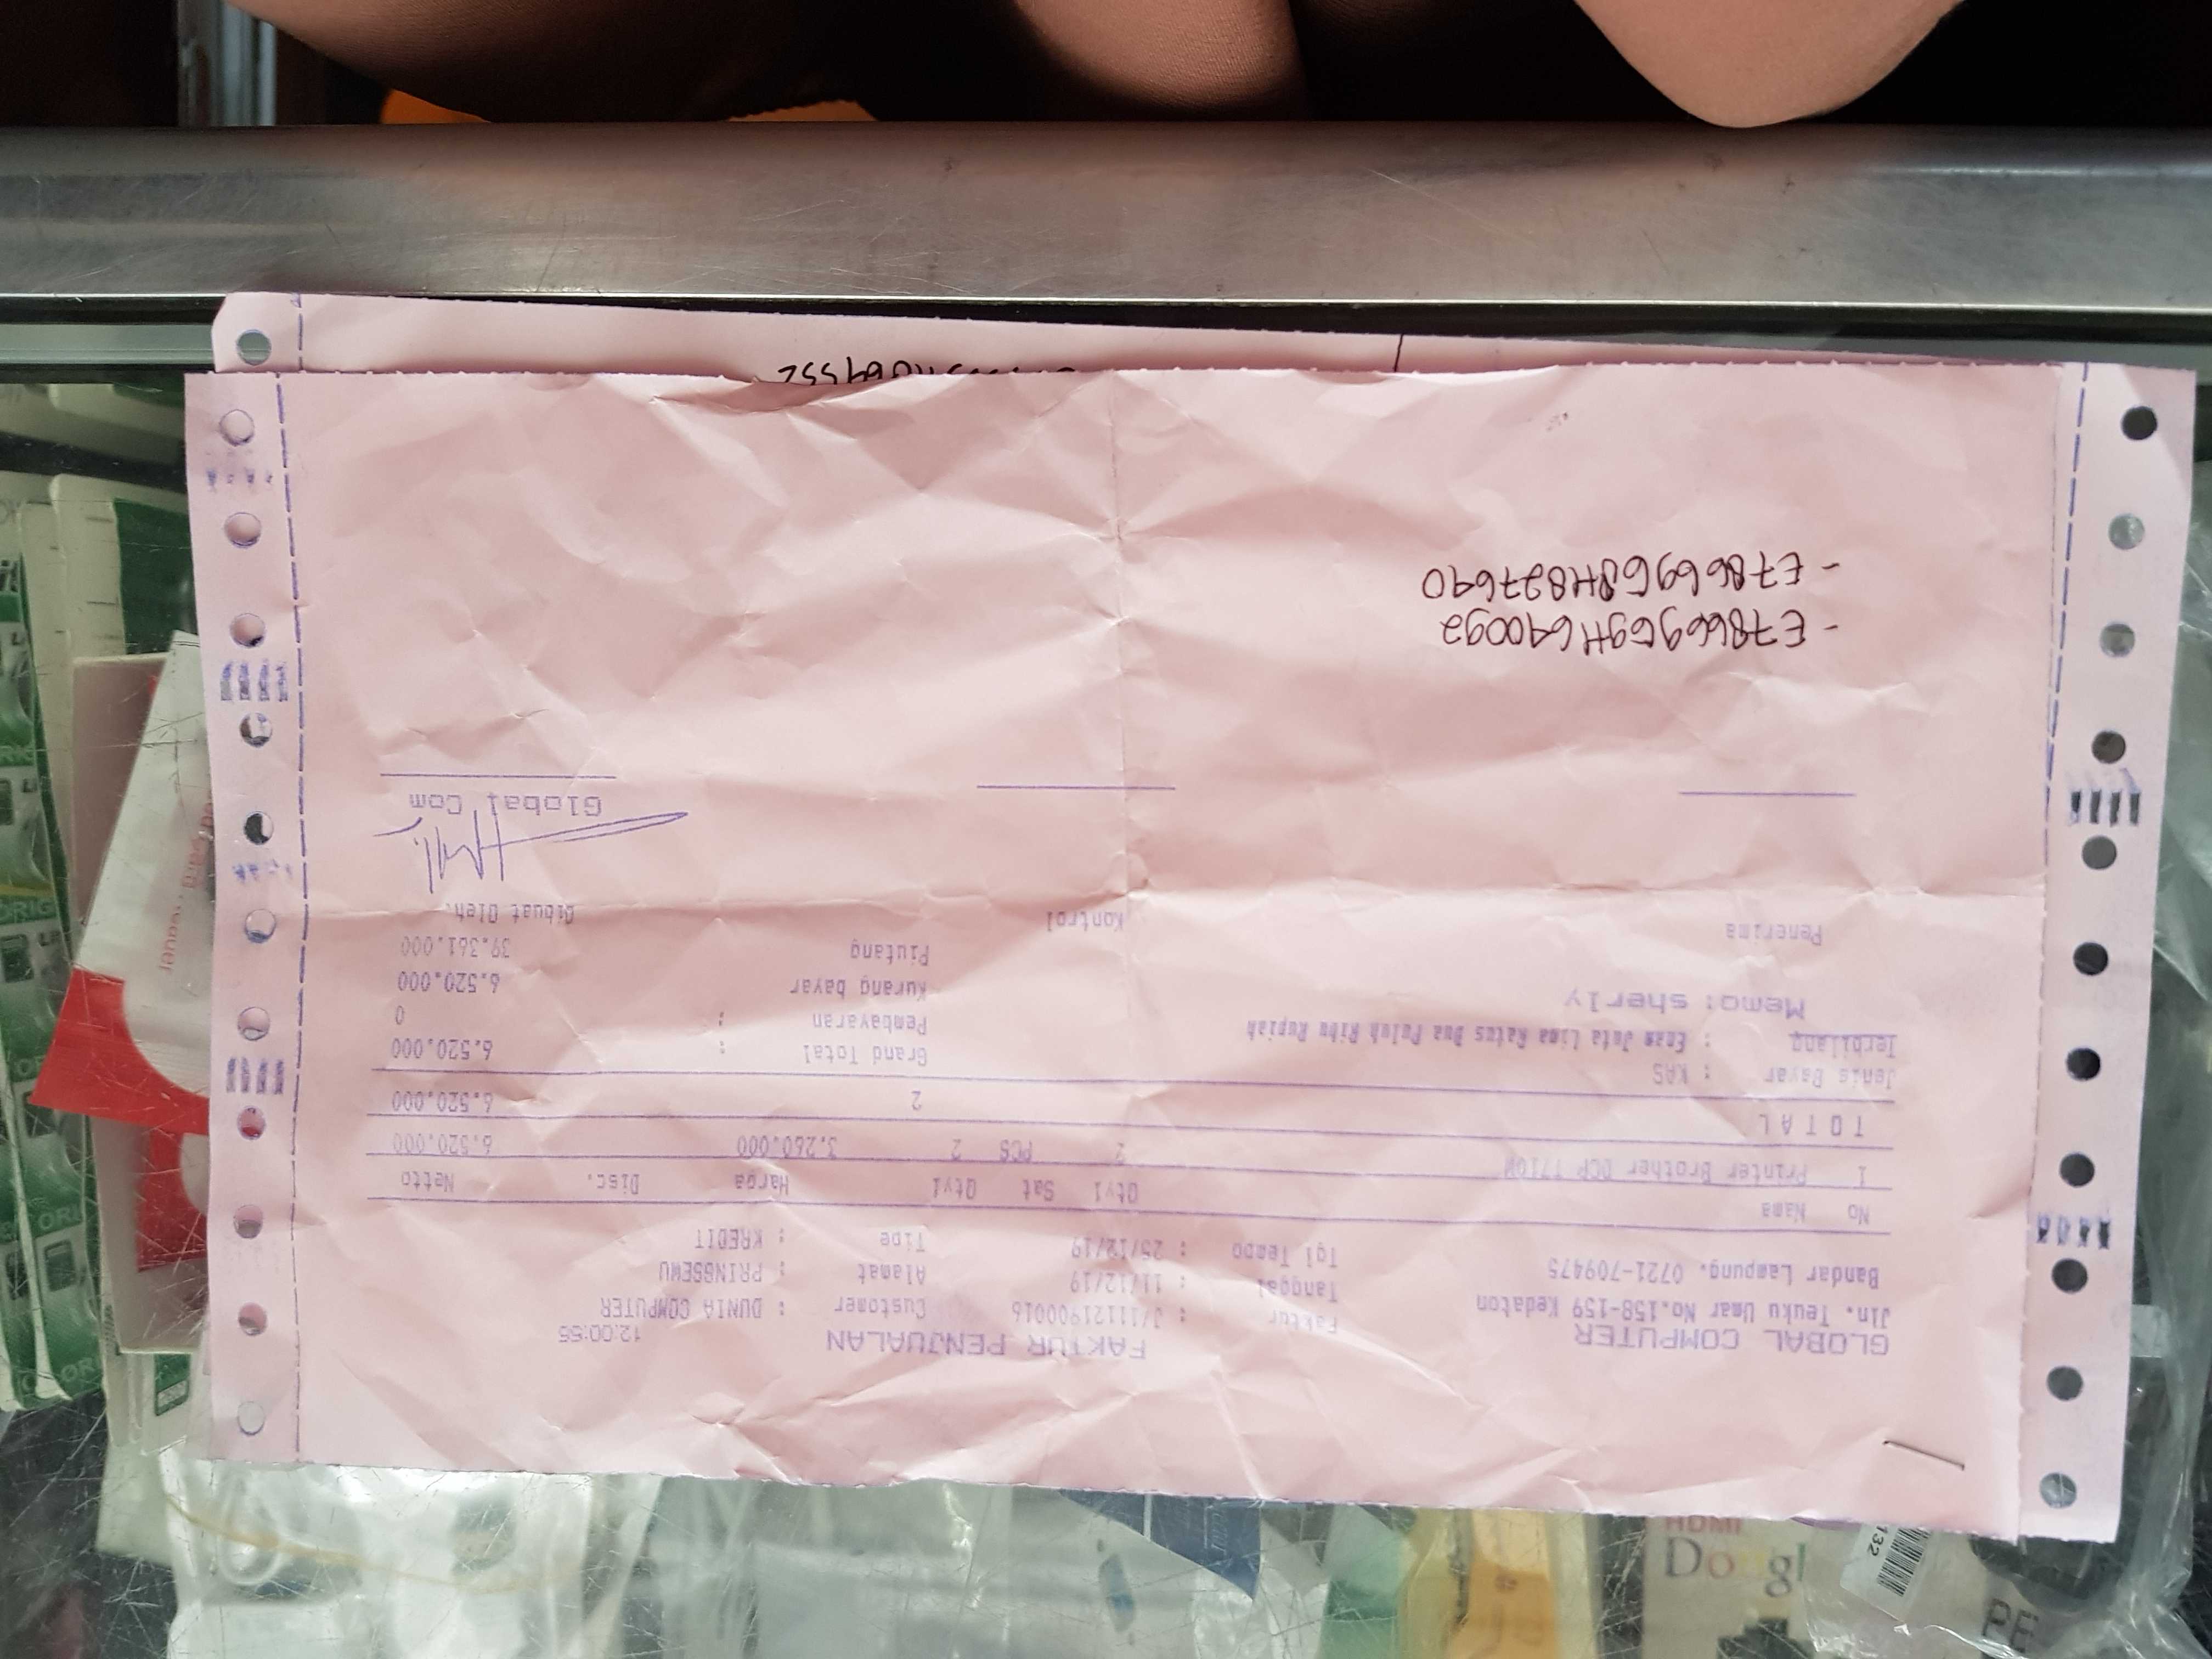 GLOBAL COMPUTER
FAKTUR PENJUALAN
12:00:55
Jln. Teuku Umar No.158-159 Kedaton
Bandar Lampung. 0721-709475
Faktur : J/11121900016
Tanggal : 11/12/19
Tgl Tempo : 25/12/19
Customer : DUNIA COMPUTER
Alamat : PRINGSEWU
Tipe : KREDIT
No Nama Qty1 Sat Qty1 Harga Disc. Netto
1 Printer Brother DCP T710W 2 PCS 2 3.260.000 6.520.000
T O T A L 2 6.520.000
Jenis Bayar : KAS
Terbilang : Enam Juta Lima Ratus Dua Puluh Ribu Rupiah
Memo: sherly
Grand Total : 6.520.000
Pembayaran : 0
Kurang bayar 6.520.000
Piutang 39.361.000
Penerima Kontrol Dibuat Oleh,
Global Com
- E78669G9H640092
- E78669G8H827640
HDMI
132